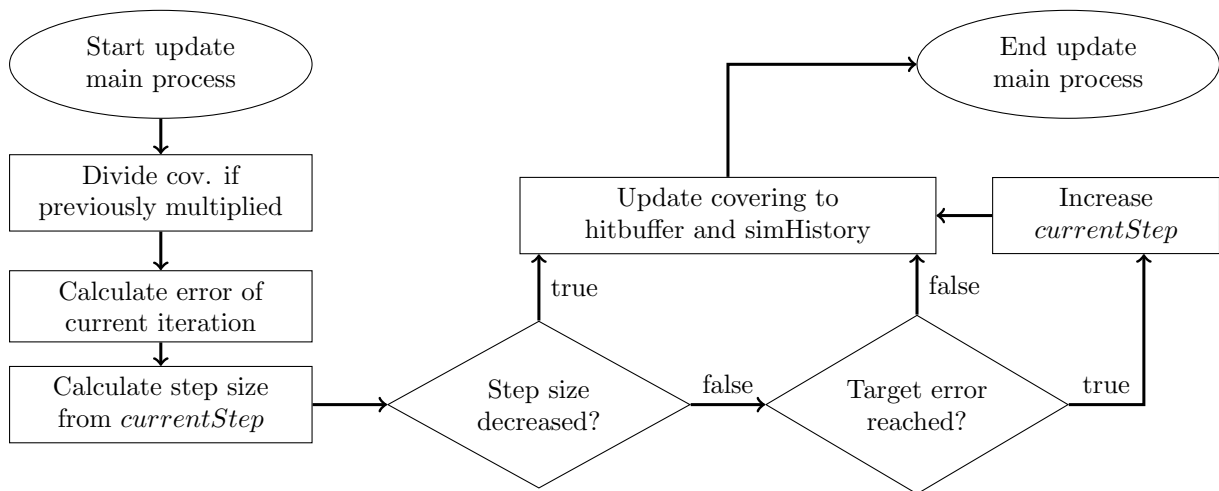 Start update
main process
Divide cov. if
previously multiplied
Calculate error of
current iteration
Calculate step size
from currentStep
Step size
decreased?
true
false
Target error
reached?
false
true
Increase
currentStep
Update covering to
hitbuffer and simHistory
End update
main process